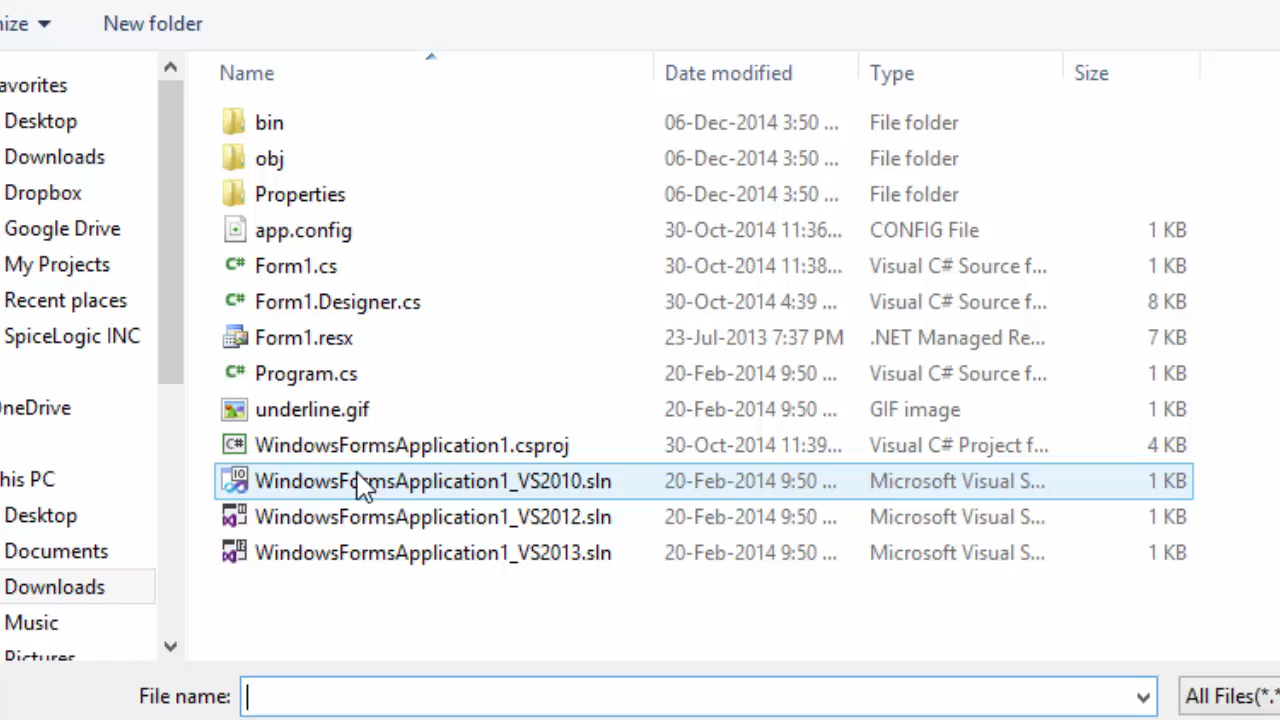 nize New folder
Name Date modified Type Size
avorites
Desktop
Downloads
Dropbox
Google Drive
My Projects
Recent places
SpiceLogic INC
OneDrive
his PC
Desktop
Documents
Downloads
Music
Pictures
bin 06-Dec-2014 3:50 ... File folder
obj 06-Dec-2014 3:50 ... File folder
Properties 06-Dec-2014 3:50 ... File folder
app.config 30-Oct-2014 11:36... CONFIG File 1 KB
Form1.cs 30-Oct-2014 11:38... Visual C# Source f... 1 KB
Form1.Designer.cs 30-Oct-2014 4:39 ... Visual C# Source f... 8 KB
Form1.resx 23-Jul-2013 7:37 PM .NET Managed Re... 7 KB
Program.cs 20-Feb-2014 9:50 ... Visual C# Source f... 1 KB
underline.gif 20-Feb-2014 9:50 ... GIF image 1 KB
WindowsFormsApplication1.csproj 30-Oct-2014 11:39... Visual C# Project f... 4 KB
WindowsFormsApplication1_VS2010.sln 20-Feb-2014 9:50 ... Microsoft Visual S... 1 KB
WindowsFormsApplication1_VS2012.sln 20-Feb-2014 9:50 ... Microsoft Visual S... 1 KB
WindowsFormsApplication1_VS2013.sln 20-Feb-2014 9:50 ... Microsoft Visual S... 1 KB
File name: All Files(*.*